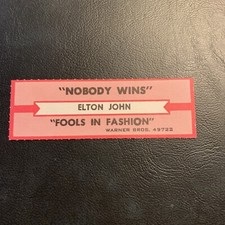 "NOBODY WINS"
ELTON JOHN
"FOOLS IN FASHION"
WARNER BROS. 49722